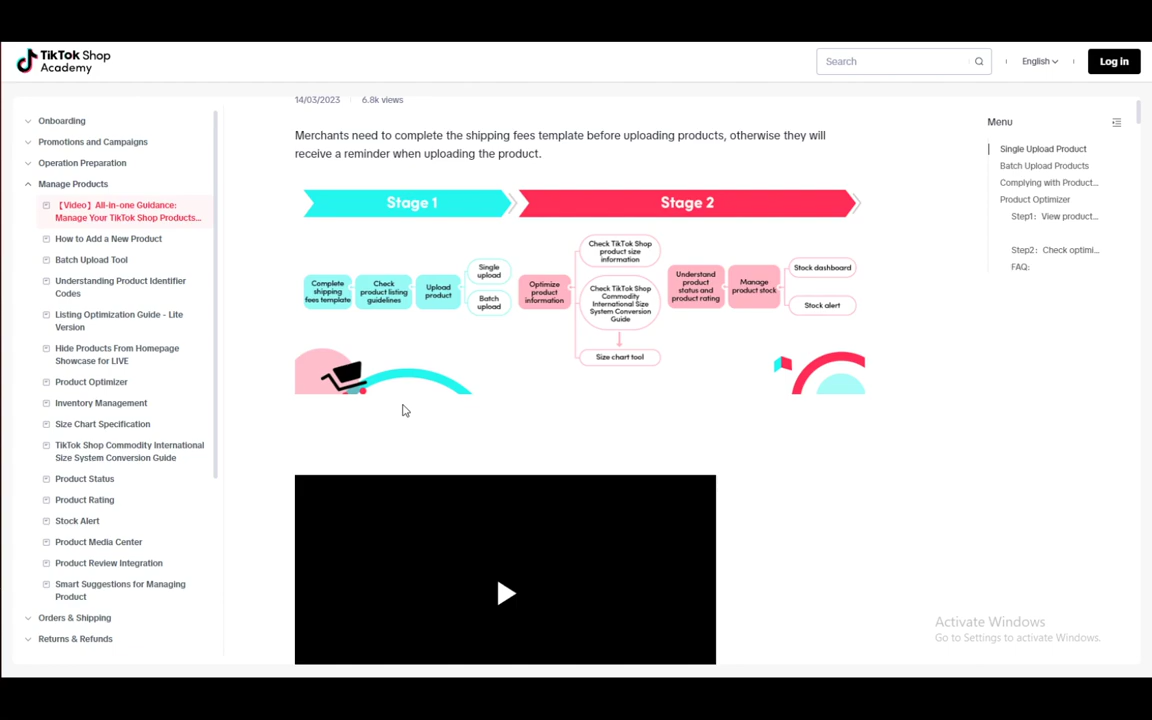 TikTok Shop
Academy
Search
English
Log in
Onboarding
Promotions and Campaigns
Operation Preparation
Manage Products
【Video】All-in-one Guidance:
Manage Your TikTok Shop Products...
How to Add a New Product
Batch Upload Tool
Understanding Product Identifier
Codes
Listing Optimization Guide - Lite
Version
Hide Products From Homepage
Showcase for LIVE
Product Optimizer
Inventory Management
Size Chart Specification
TikTok Shop Commodity International
Size System Conversion Guide
Product Status
Product Rating
Stock Alert
Product Media Center
Product Review Integration
Smart Suggestions for Managing
Product
Orders & Shipping
Returns & Refunds
14/03/2023
6.8k views
Merchants need to complete the shipping fees template before uploading products, otherwise they will
receive a reminder when uploading the product.
Stage 1
Stage 2
Complete
shipping
fees template
Check
product listing
guidelines
Upload
product
Single
upload
Batch
upload
Optimize
product
information
Check TikTok Shop
product size
information
Check TikTok Shop
Commodity
International Size
System Conversion
Guide
Size chart tool
Understand
product
status and
product rating
Manage
product stock
Stock dashboard
Stock alert
Menu
Single Upload Product
Batch Upload Products
Complying with Product...
Product Optimizer
Step1: View product...
Step2: Check optimi...
FAQ:
Activate Windows
Go to Settings to activate Windows.